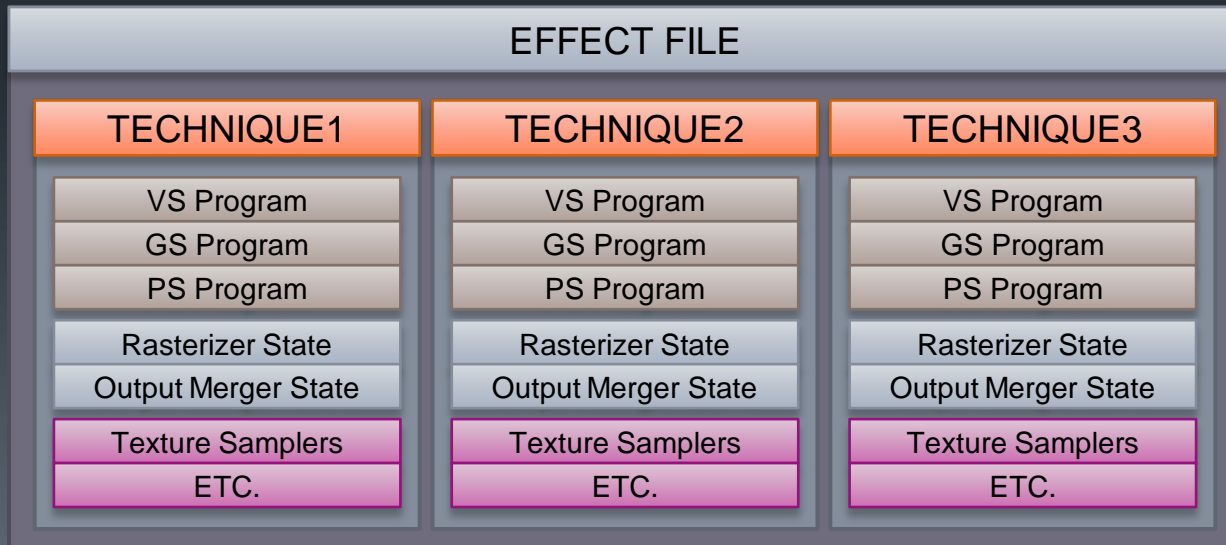 EFFECT FILE
TECHNIQUE1
VS Program
GS Program
PS Program
Rasterizer State
Output Merger State
Texture Samplers
ETC.
TECHNIQUE2
VS Program
GS Program
PS Program
Rasterizer State
Output Merger State
Texture Samplers
ETC.
TECHNIQUE3
VS Program
GS Program
PS Program
Rasterizer State
Output Merger State
Texture Samplers
ETC.